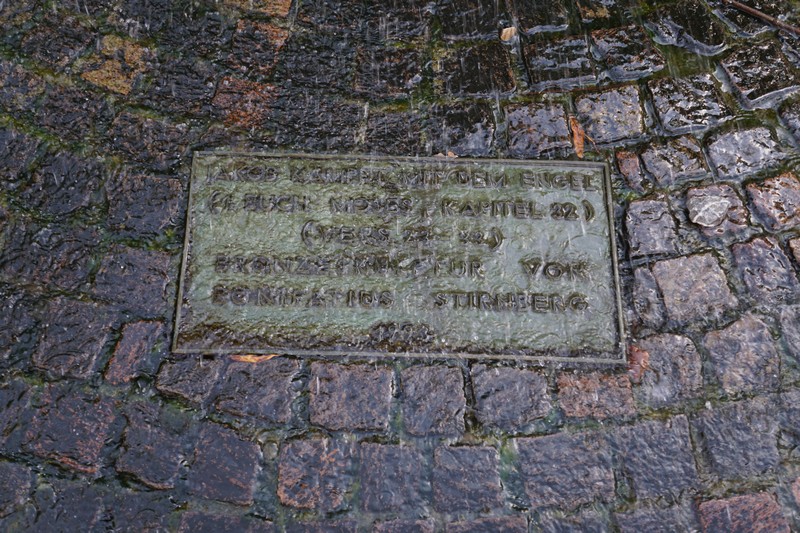 JAKOB KÄMPFT MIT DEM ENGEL
(1. BUCH MOSES, KAPITEL 32)
(VERS
BRONZESKULPTUR VON
BONIFATIUS STIRNBERG